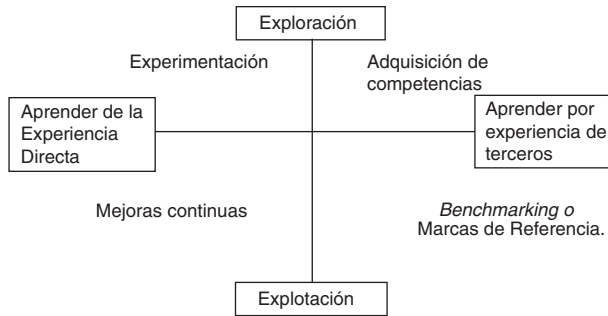 Exploración
Experimentación
Adquisición de
competencias
Aprender de la
Experiencia
Directa
Aprender por
experiencia de
terceros
Mejoras continuas
Benchmarking o
Marcas de Referencia.
Explotación